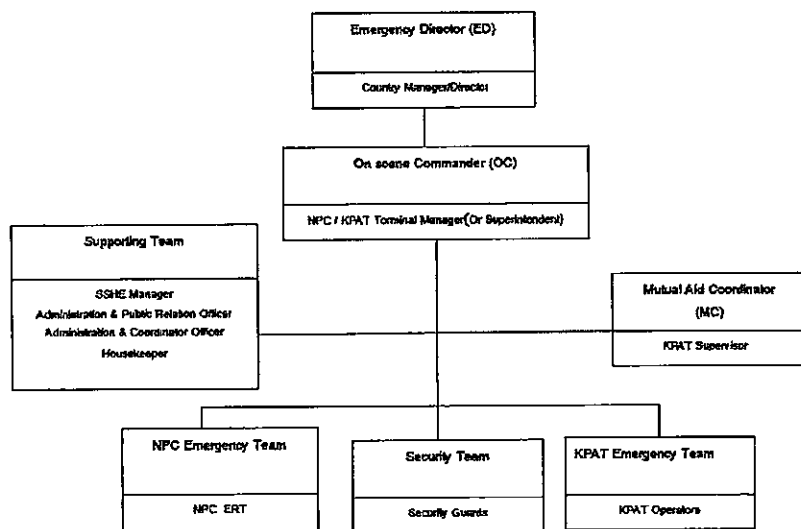 Emergency Director (ED)
Country Manager/Director
On scene Commander (OC)
NPC / KPAT Terminal Manager(Or Superintendent)
Supporting Team
SSHE Manager
Administration & Public Relation Officer
Administration & Coordinator Officer
Housekeeper
Mutual Aid Coordinator
(MC)
KPAT Supervisor
NPC Emergency Team
NPC ERT
Security Team
Security Guards
KPAT Emergency Team
KPAT Operators